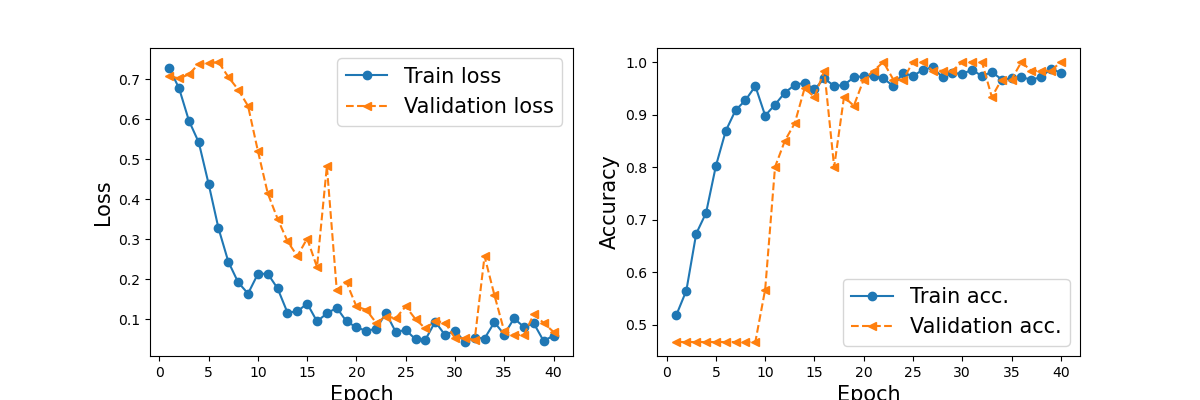 Train loss
Validation loss
Loss
0.7
0.6
0.5
0.4
0.3
0.2
0.1
0 5 10 15 20 25 30 35 40
Epoch
Train acc.
Validation acc.
Accuracy
1.0
0.9
0.8
0.7
0.6
0.5
0 5 10 15 20 25 30 35 40
Epoch